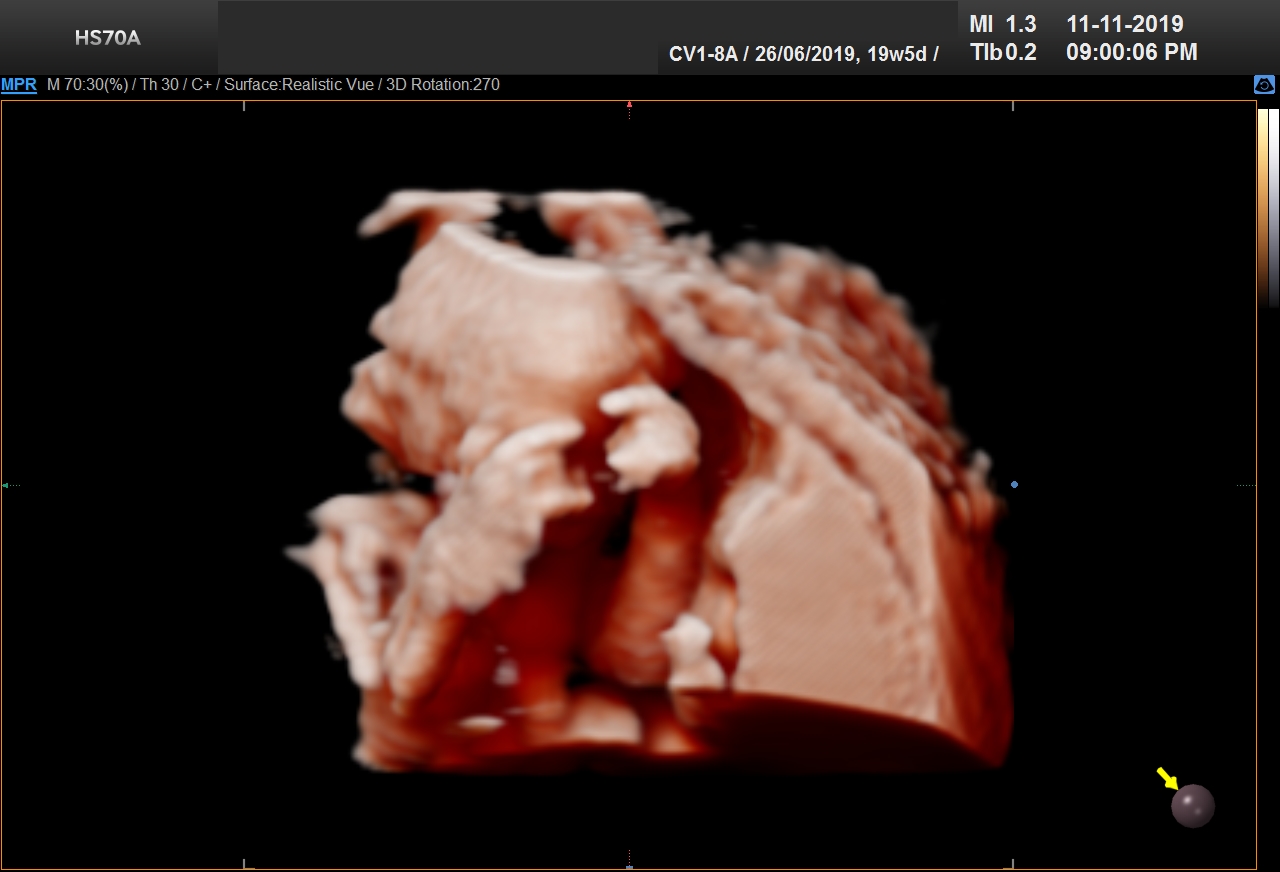 HS70A
CV1-8A / 26/06/2019, 19w5d /
MI 1.3 11-11-2019
TIb 0.2 09:00:06 PM
MPR M 70:30(%) / Th 30 / C+ / Surface:Realistic Vue / 3D Rotation:270